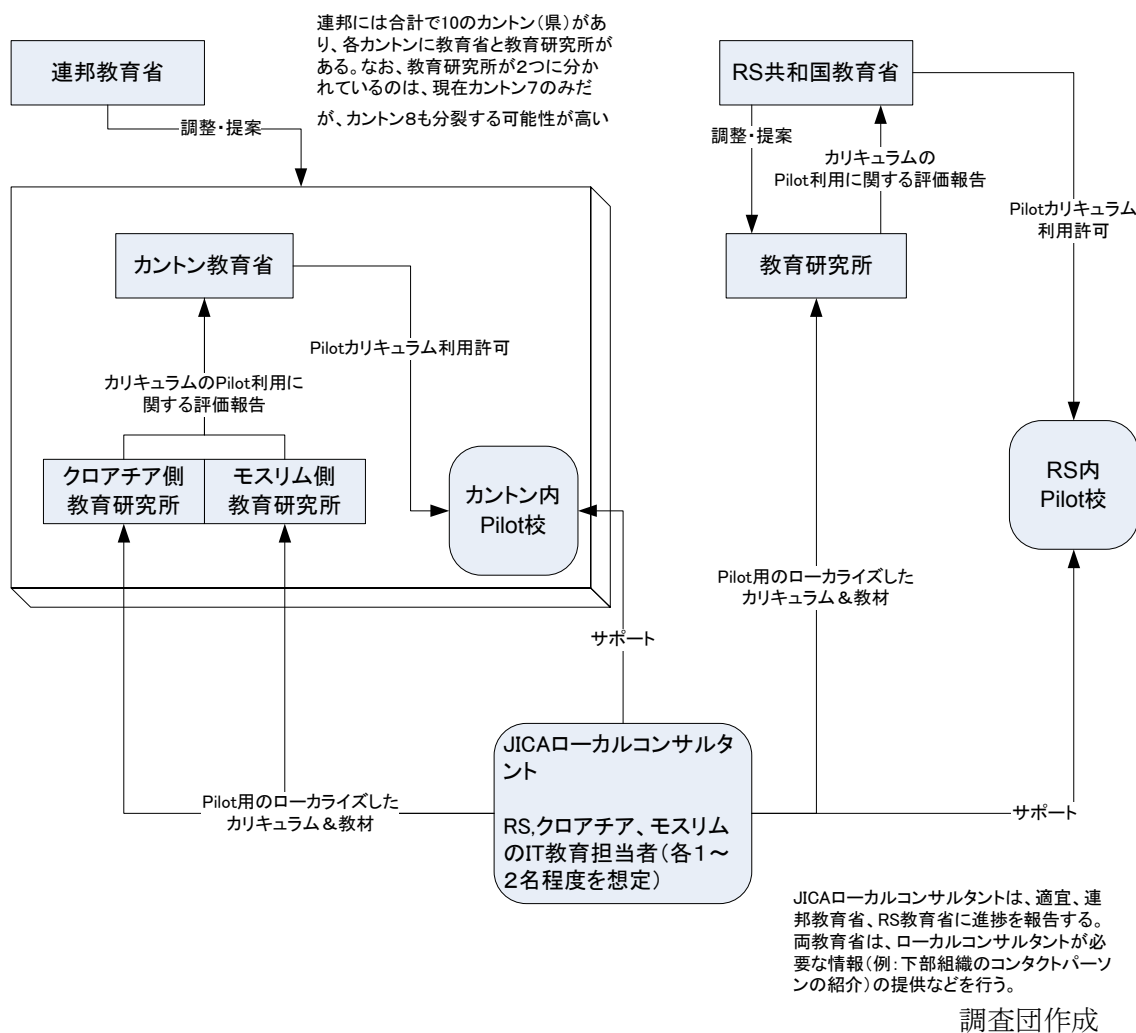 連邦には合計で10のカントン（県）があ
り、各カントンに教育省と教育研究所が
ある。なお、教育研究所が２つに分か
れているのは、現在カントン７のみだ
が、カントン８も分裂する可能性が高い
連邦教育省
調整・提案
カントン教育省
Pilotカリキュラム利用許可
カリキュラムのPilot利用に
関する評価報告
クロアチア側
教育研究所
モスリム側
教育研究所
カントン内
Pilot校
RS共和国教育省
調整・提案
カリキュラムの
Pilot利用に関する評価報告
Pilotカリキュラム
利用許可
教育研究所
RS内
Pilot校
Pilot用のローカライズした
カリキュラム＆教材
サポート
JICAローカルコンサルタ
ント
RS,クロアチア、モスリム
のIT教育担当者（各１～
２名程度を想定）
Pilot用のローカライズした
カリキュラム＆教材
サポート
JICAローカルコンサルタントは、適宜、連
邦教育省、RS教育省に進捗を報告する。
両教育省は、ローカルコンサルタントが必
要な情報（例：下部組織のコンタクトパーソ
ンの紹介）の提供などを行う。
調査団作成